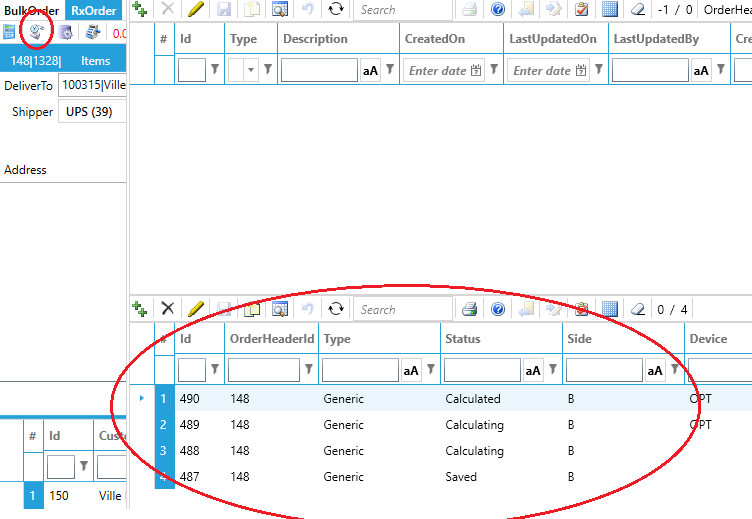 BulkOrder RxOrder
0.0
148|1328| Items
DeliverTo 100315|Ville
Shipper UPS (39)
Address
# Id Custo
1 150 Ville
Search -1 / 0 OrderHea
# Id Type Description CreatedOn LastUpdatedOn LastUpdatedBy Cre
aA Enter date Enter date aA
Search 0 / 4
# Id OrderHeaderId Type Status Side Device
aA aA aA
1 490 148 Generic Calculated B OPT
2 489 148 Generic Calculating B OPT
3 488 148 Generic Calculating B
4 487 148 Generic Saved B